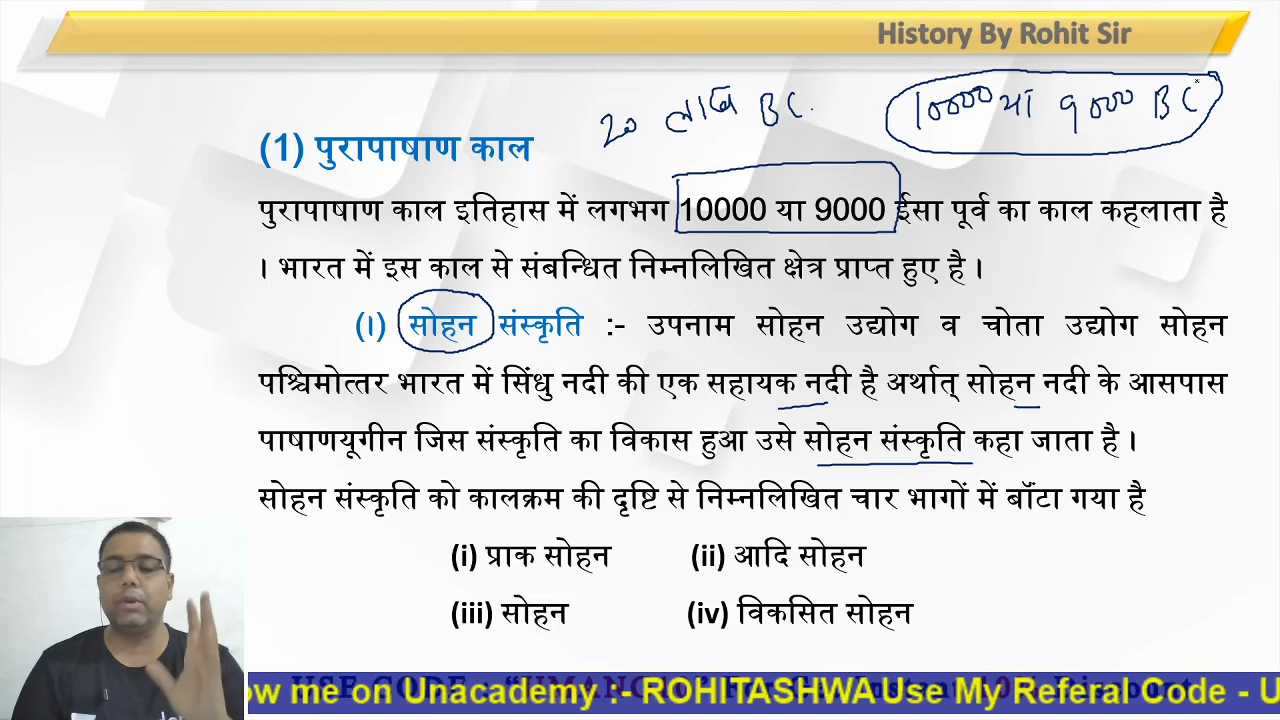 History By Rohit Sir
20 लाख BC.
10000 या 9000 BC
(1) पुरापाषाण काल
पुरापाषाण काल इतिहास में लगभग 10000 या 9000 ईसा पूर्व का काल कहलाता है
। भारत में इस काल से संबन्धित निम्नलिखित क्षेत्र प्राप्त हुए है ।
(।) सोहन संस्कृति :- उपनाम सोहन उद्योग व चोता उद्योग सोहन
पश्चिमोत्तर भारत में सिंधु नदी की एक सहायक नदी है अर्थात् सोहन नदी के आसपास
पाषाणयूगीन जिस संस्कृति का विकास हुआ उसे सोहन संस्कृति कहा जाता है ।
सोहन संस्कृति को कालक्रम की दृष्टि से निम्नलिखित चार भागों में बॉंटा गया है
(i) प्राक सोहन (ii) आदि सोहन
(iii) सोहन (iv) विकसित सोहन
ow me on Unacademy :- ROHITASHWA Use My Referal Code - U